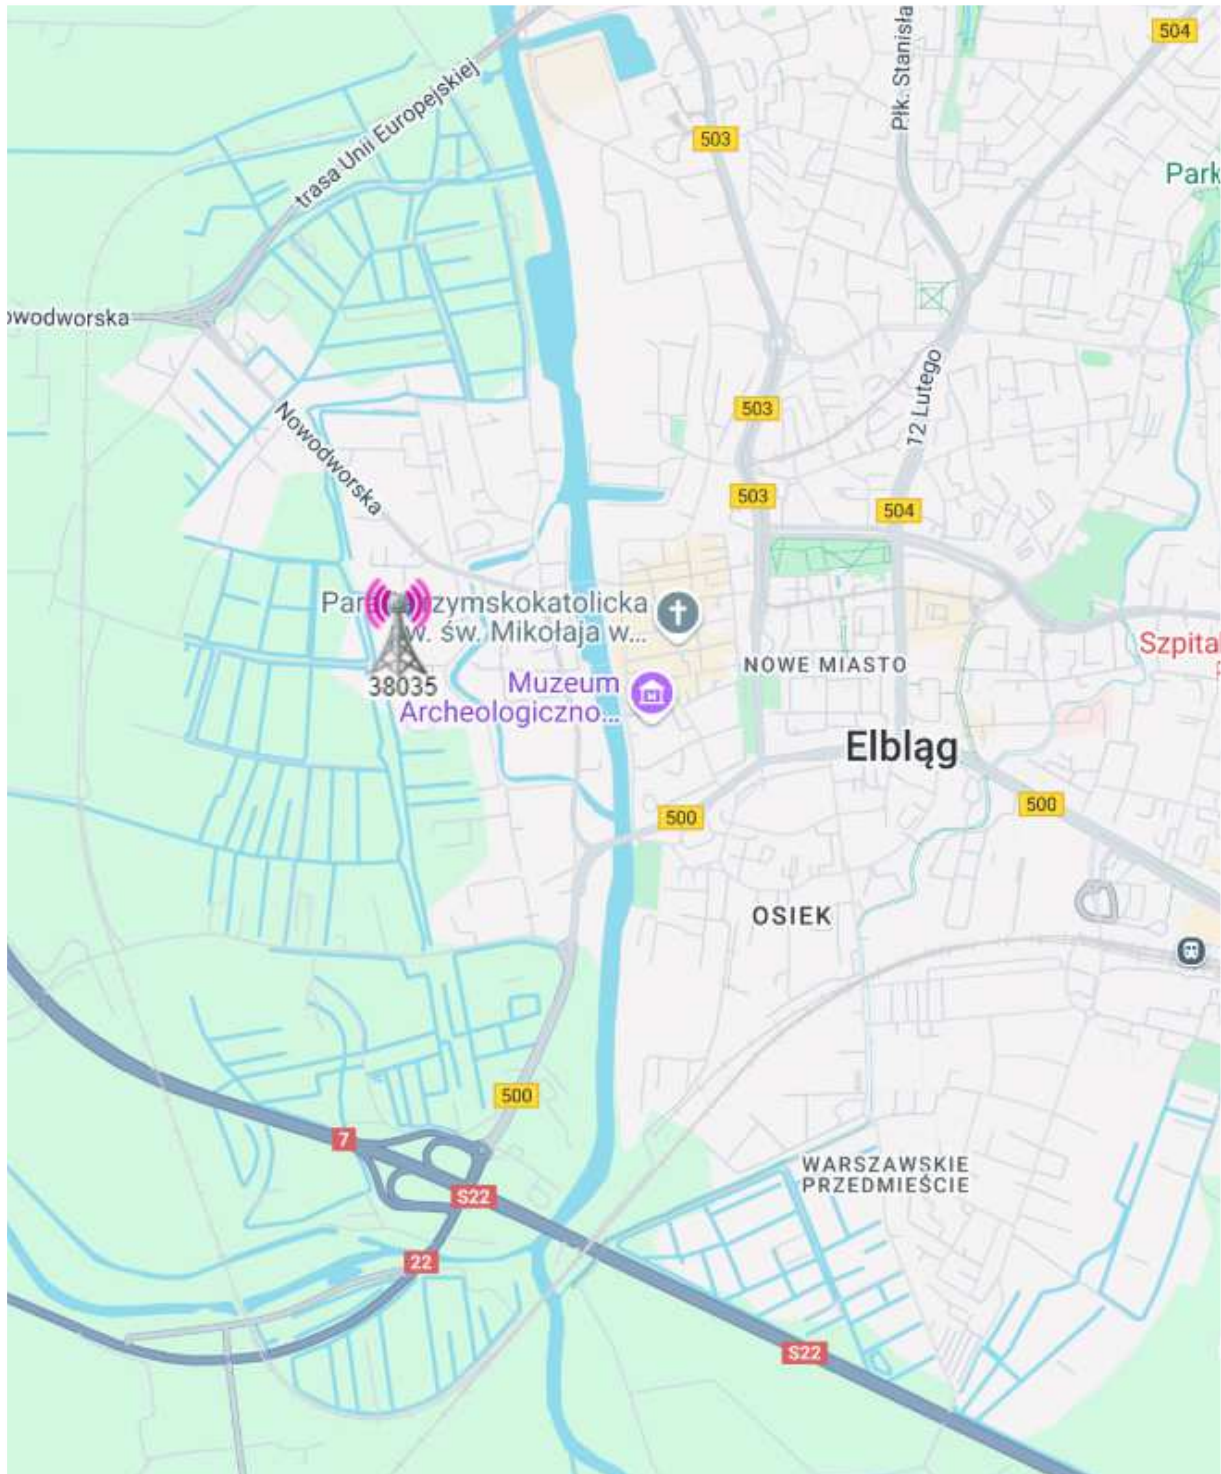 504
Płk. Stanisła
trasa Unii Europejskiej
503
Park
owodworska
12 Lutego
503
Nowodworska
503
504
Para
zymskokatolicka
w. św. Mikołaja w...
Szpital
NOWE MIASTO
38035
Muzeum
Archeologiczno...
Elbląg
500
500
OSIEK
500
7
WARSZAWSKIE
PRZEDMIEŚCIE
S22
22
S22